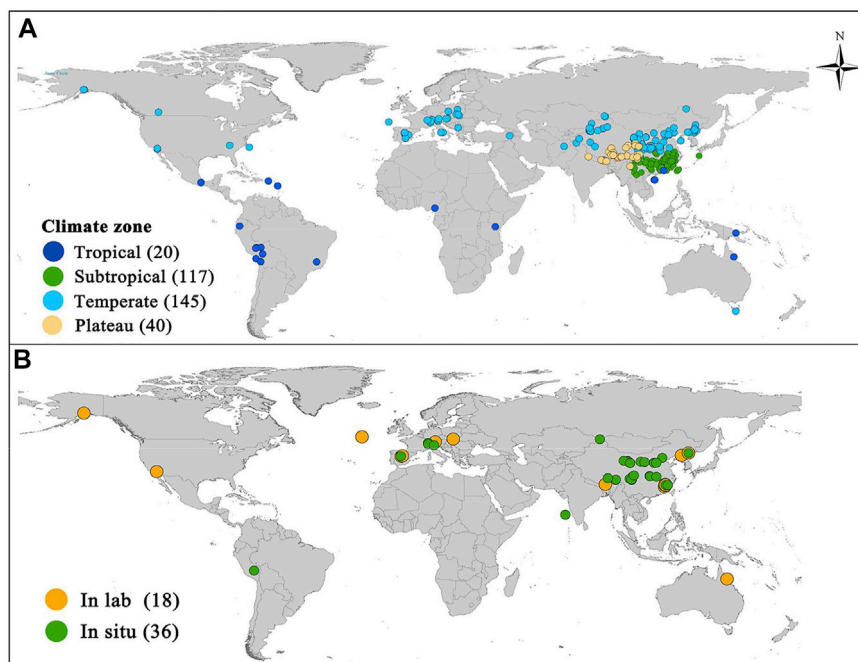 A
N
Climate zone
Tropical (20)
Subtropical (117)
Temperate (145)
Plateau (40)
B
In lab (18)
In situ (36)